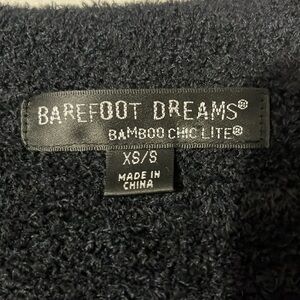 BAREFOOT DREAMS®
BAMBOO CHIC LITE®
XS/S
MADE IN
CHINA